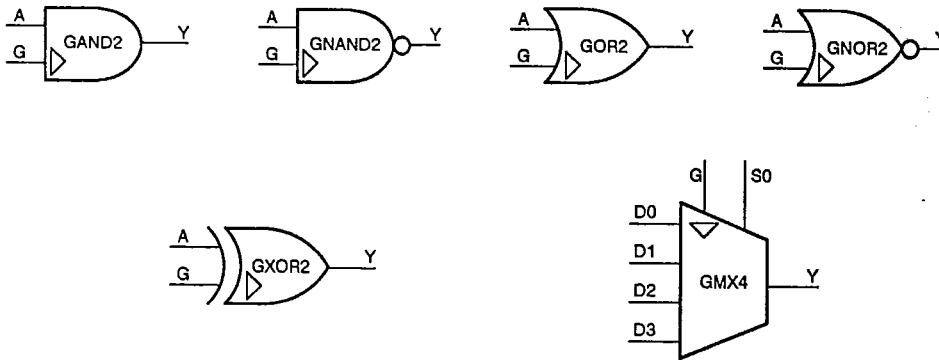 A GAND2 Y
G
A GNAND2 Y
G
A GOR2 Y
G
A GNOR2 Y
G
A GXOR2 Y
G
G S0
D0
D1
GMX4 Y
D2
D3